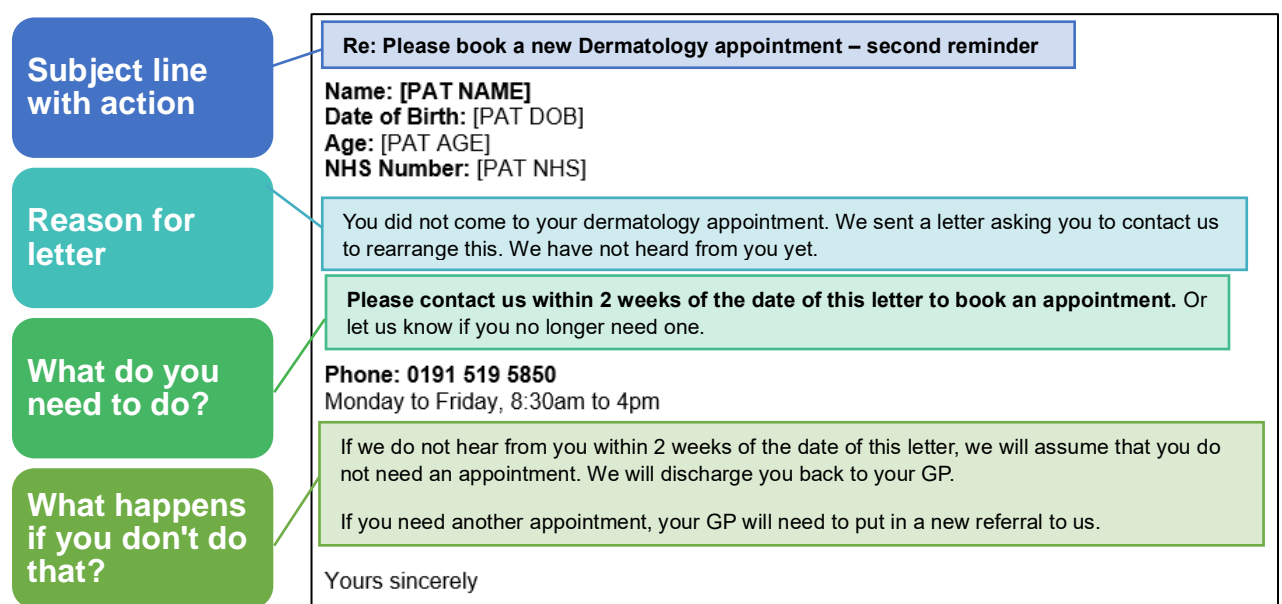 Subject line
with action
Re: Please book a new Dermatology appointment – second reminder
Name: [PAT NAME]
Date of Birth: [PAT DOB]
Age: [PAT AGE]
NHS Number: [PAT NHS]
Reason for
letter
You did not come to your dermatology appointment. We sent a letter asking you to contact us
to rearrange this. We have not heard from you yet.
What do you
need to do?
Please contact us within 2 weeks of the date of this letter to book an appointment. Or
let us know if you no longer need one.
Phone: 0191 519 5850
Monday to Friday, 8:30am to 4pm
What happens
if you don't do
that?
If we do not hear from you within 2 weeks of the date of this letter, we will assume that you do
not need an appointment. We will discharge you back to your GP.
If you need another appointment, your GP will need to put in a new referral to us.
Yours sincerely